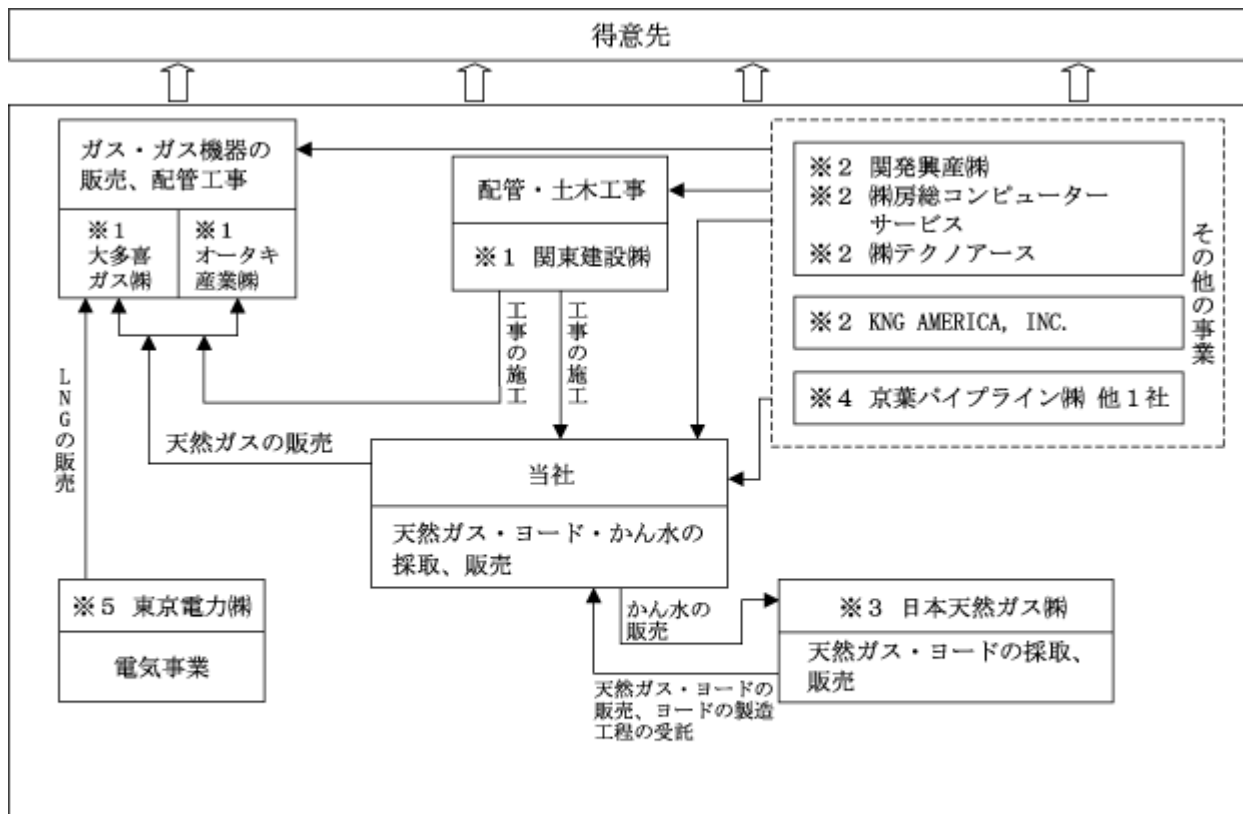 得意先
ガス・ガス機器の
販売、配管工事
※1
大多喜
ガス㈱
※1
オータキ
産業㈱
配管・土木工事
※1 関東建設㈱
※2 関発興産㈱
※2 ㈱房総コンピューター
サービス
※2 ㈱テクノアース
※2 KNG AMERICA, INC.
※4 京葉パイプライン㈱ 他1社
その他の事業
工事の施工
工事の施工
LNGの販売
天然ガスの販売
当社
天然ガス・ヨード・かん水の
採取、販売
※5 東京電力㈱
電気事業
かん水の
販売
※3 日本天然ガス㈱
天然ガス・ヨードの採取、
販売
天然ガス・ヨードの
販売、ヨードの製造
工程の受託